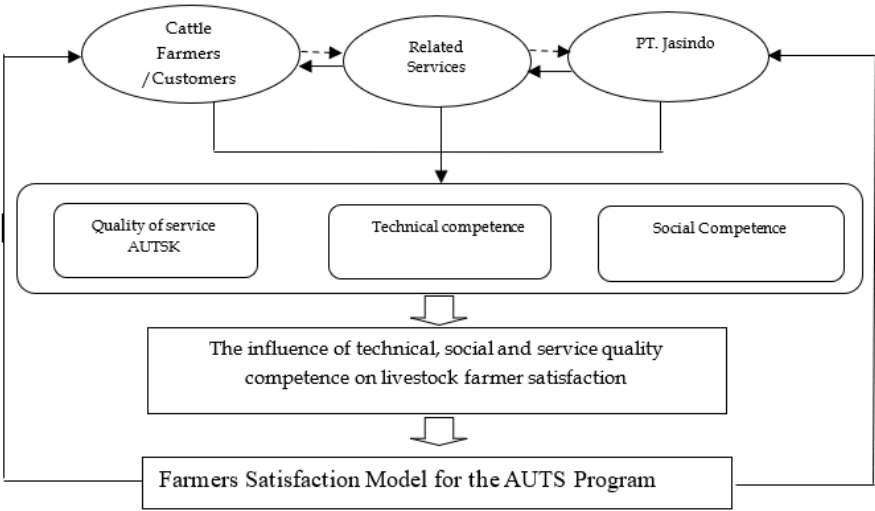 Cattle
Farmers
/Customers
Related
Services
PT. Jasindo
Quality of service
AUTSK
Technical competence
Social Competence
The influence of technical, social and service quality
competence on livestock farmer satisfaction
Farmers Satisfaction Model for the AUTS Program